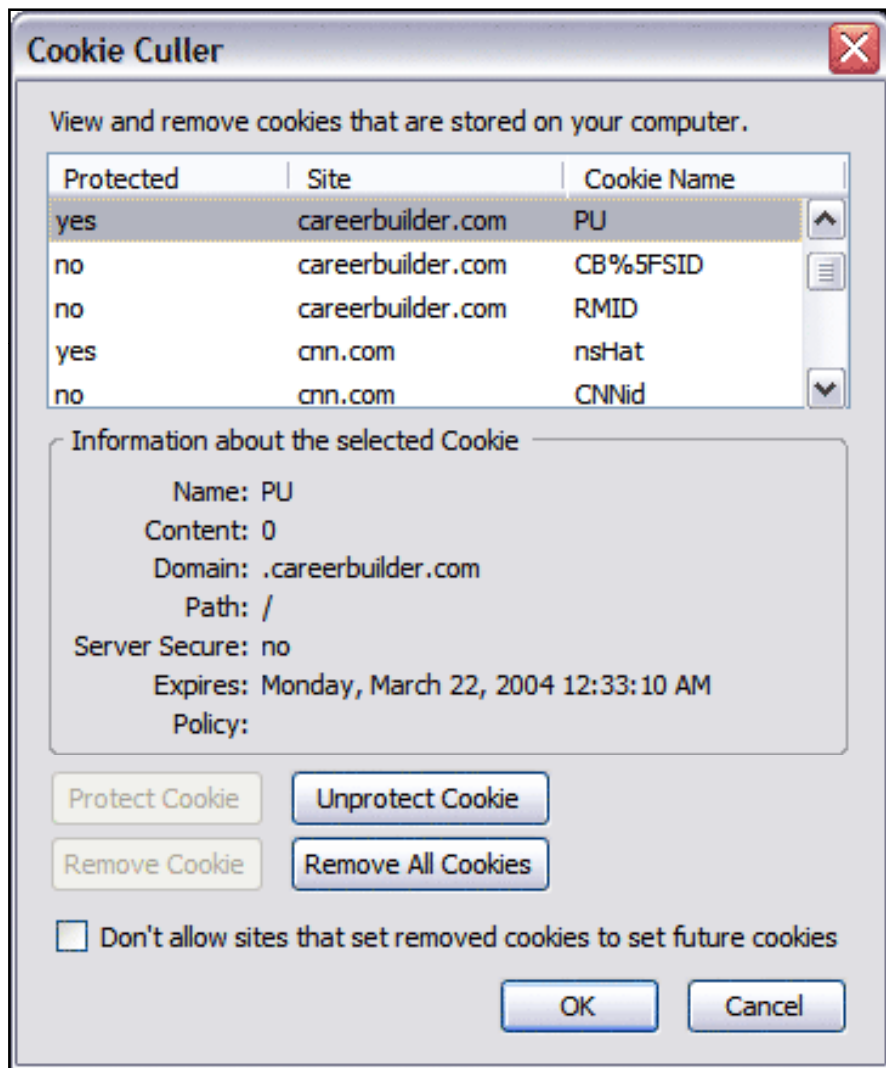 Cookie Culler
View and remove cookies that are stored on your computer.
Protected Site Cookie Name
yes careerbuilder.com PU
no careerbuilder.com CB%5FSID
no careerbuilder.com RMID
yes cnn.com nsHat
no cnn.com CNNid
Information about the selected Cookie
Name: PU
Content: 0
Domain: .careerbuilder.com
Path: /
Server Secure: no
Expires: Monday, March 22, 2004 12:33:10 AM
Policy:
Protect Cookie Unprotect Cookie
Remove Cookie Remove All Cookies
Don't allow sites that set removed cookies to set future cookies
OK Cancel